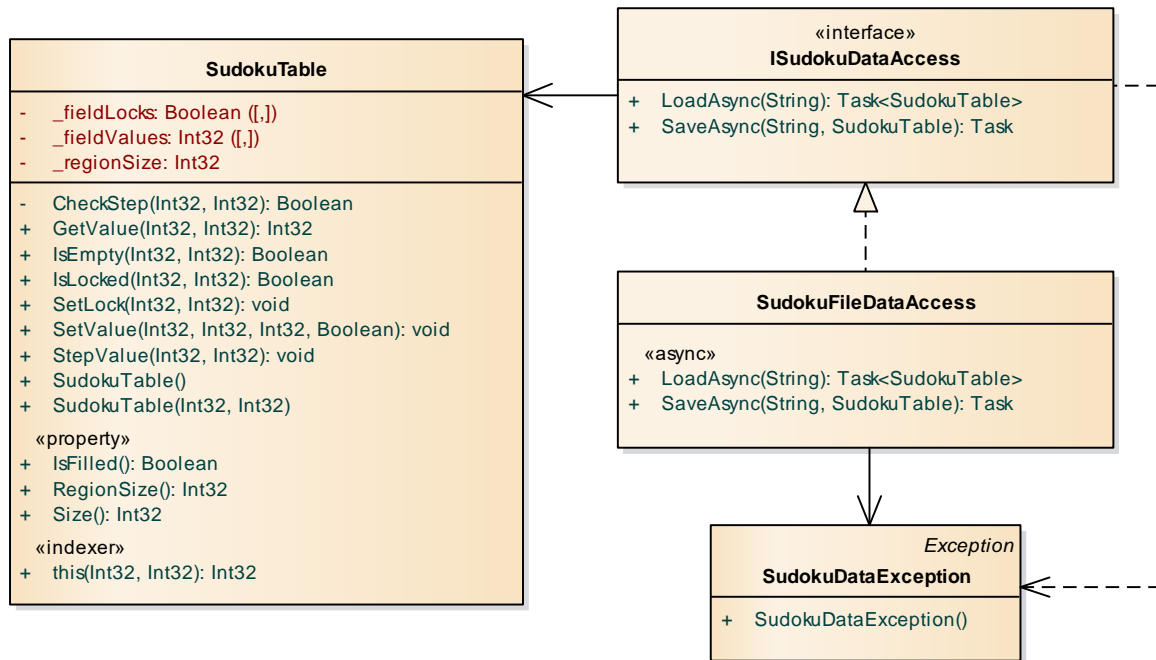 SudokuTable
- _fieldLocks: Boolean ([,])
- _fieldValues: Int32 ([,])
- _regionSize: Int32
- CheckStep(Int32, Int32): Boolean
+ GetValue(Int32, Int32): Int32
+ IsEmpty(Int32, Int32): Boolean
+ IsLocked(Int32, Int32): Boolean
+ SetLock(Int32, Int32): void
+ SetValue(Int32, Int32, Int32, Boolean): void
+ StepValue(Int32, Int32): void
+ SudokuTable()
+ SudokuTable(Int32, Int32)
«property»
+ IsFilled(): Boolean
+ RegionSize(): Int32
+ Size(): Int32
«indexer»
+ this(Int32, Int32): Int32
«interface»
ISudokuDataAccess
+ LoadAsync(String): Task<SudokuTable>
+ SaveAsync(String, SudokuTable): Task
SudokuFileDataAccess
«async»
+ LoadAsync(String): Task<SudokuTable>
+ SaveAsync(String, SudokuTable): Task
Exception
SudokuDataException
+ SudokuDataException()